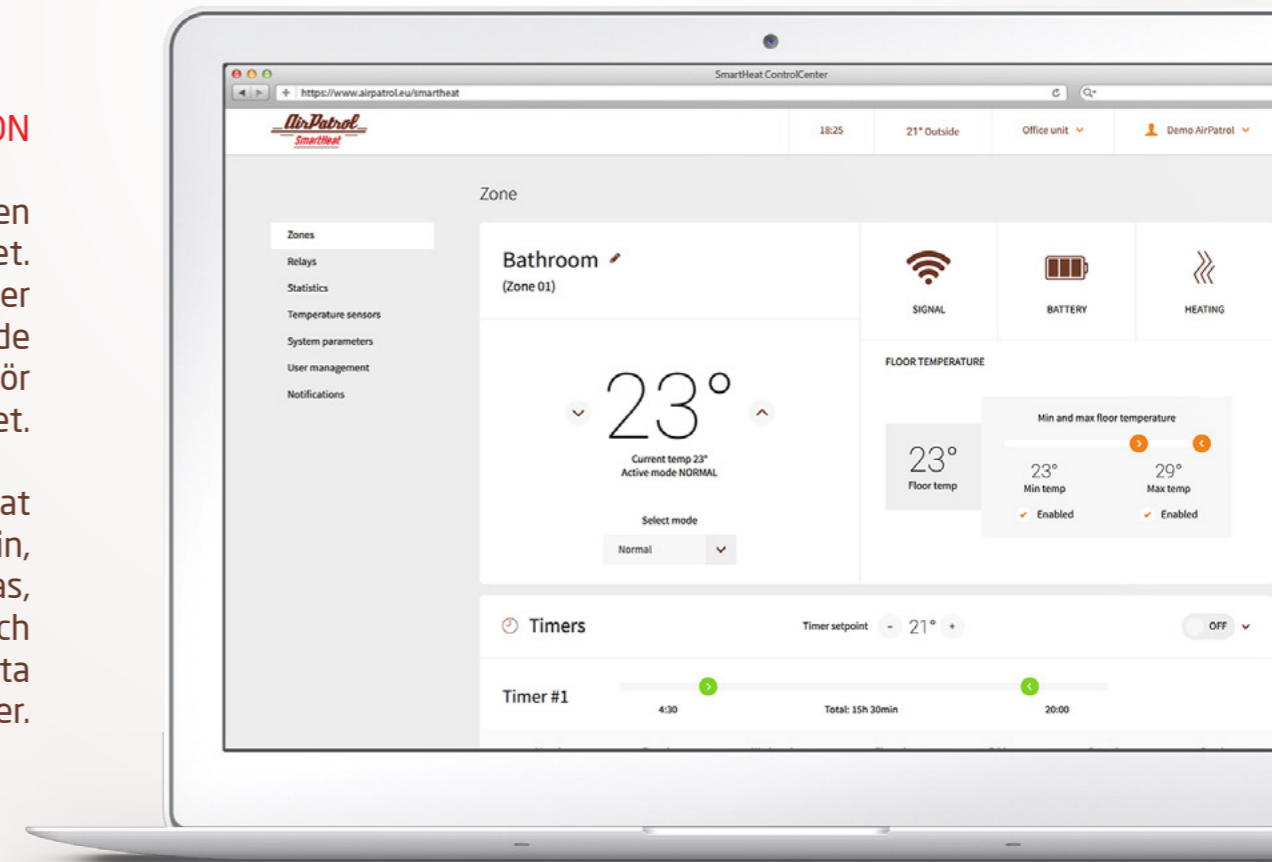 ON
en
et.
er
de
ör
et.
at
in,
as,
ch
ta
er.
SmartHeat ControlCenter
https://www.airpatrol.eu/smartheat
AirPatrol
SmartHeat
18:25
21° Outside
Office unit
Demo AirPatrol
Zone
Zones
Relays
Statistics
Temperature sensors
System parameters
User management
Notifications
Bathroom
(Zone 01)
SIGNAL
BATTERY
HEATING
23°
Current temp 23°
Active mode NORMAL
Select mode
Normal
FLOOR TEMPERATURE
23°
Floor temp
Min and max floor temperature
23°
Min temp
Enabled
29°
Max temp
Enabled
Timers
Timer setpoint - 21° +
OFF
Timer #1
4:30
Total: 15h 30min
20:00